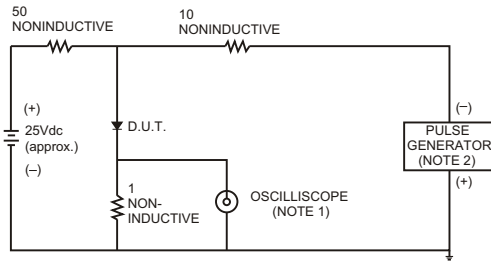 50
NONINDUCTIVE
10
NONINDUCTIVE
(+)
25Vdc
(approx.)
(–)
D.U.T.
1
NON-
INDUCTIVE
OSCILLISCOPE
(NOTE 1)
(–)
PULSE
GENERATOR
(NOTE 2)
(+)